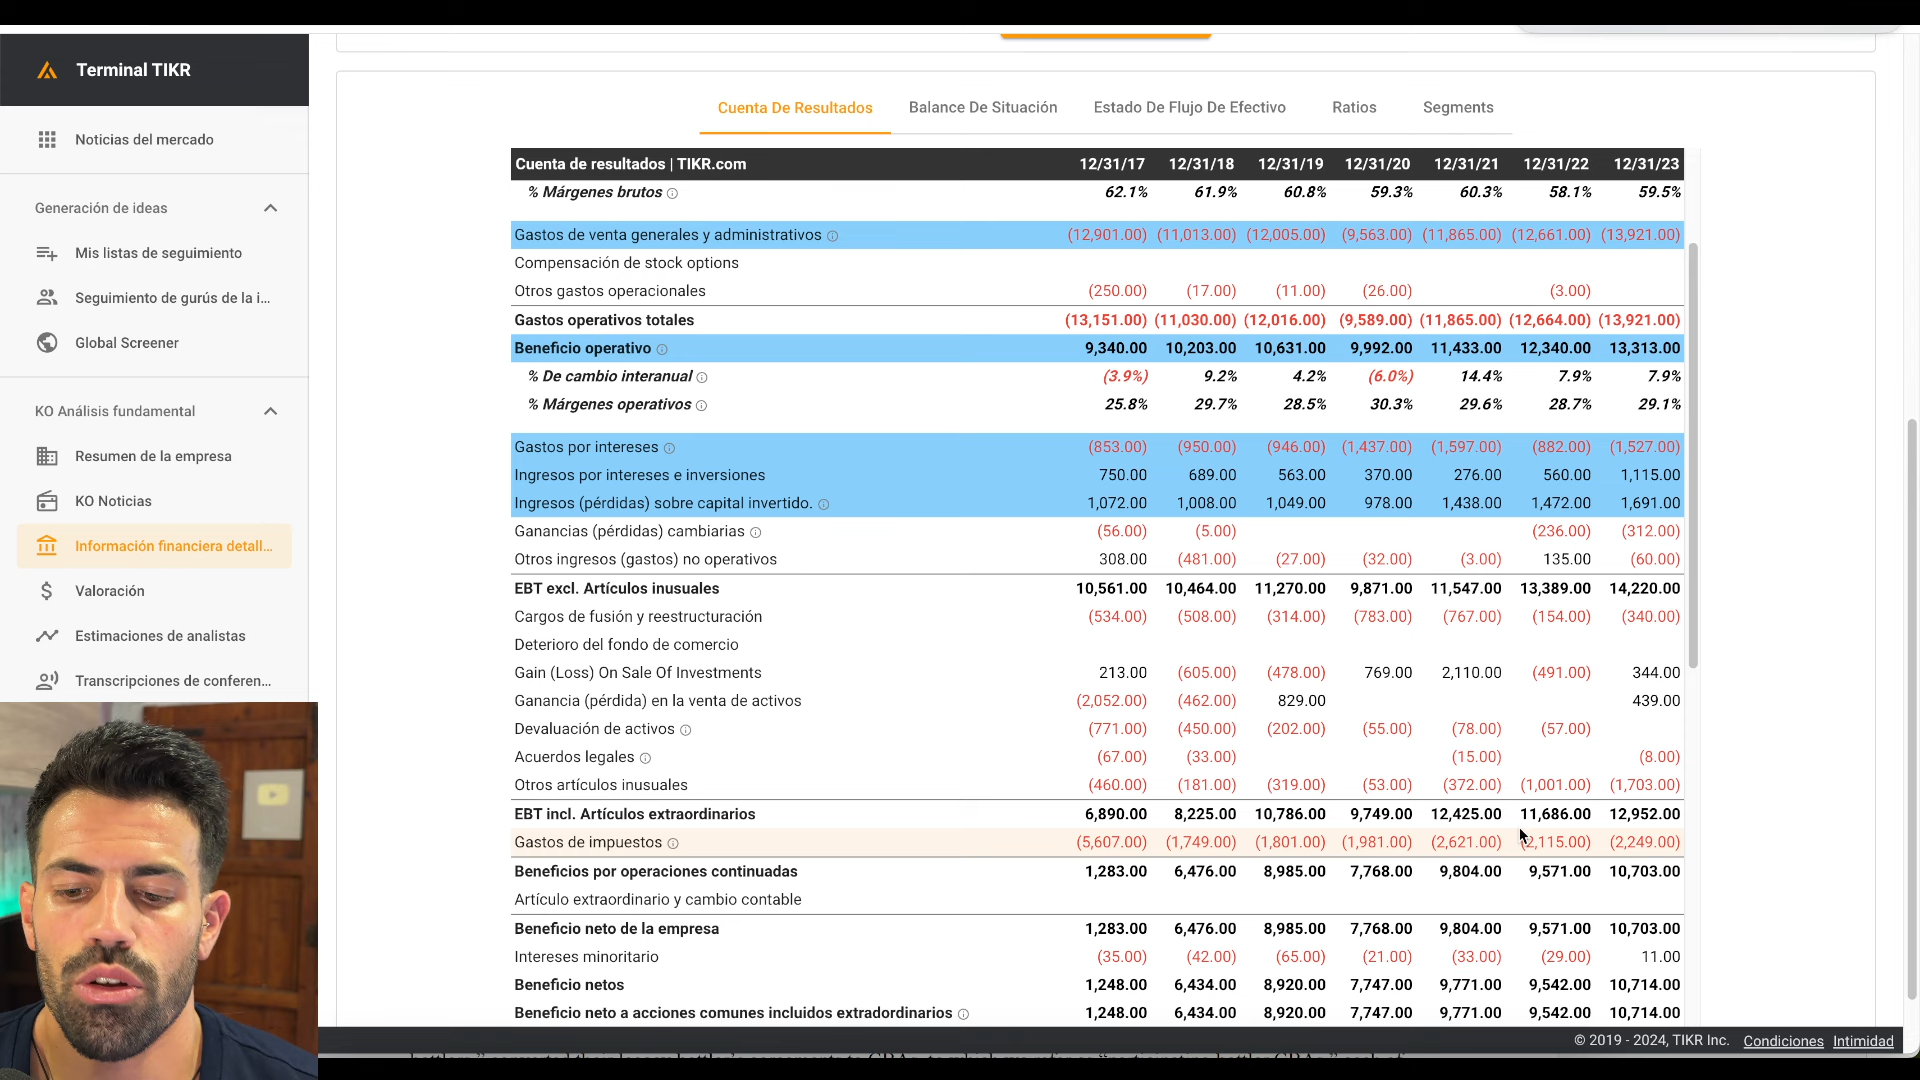 Terminal TIKR
Noticias del mercado
Generación de ideas
Mis listas de seguimiento
Seguimiento de gurús de la i...
Global Screener
KO Análisis fundamental
Resumen de la empresa
KO Noticias
Información financiera detall...
Valoración
Estimaciones de analistas
Transcripciones de conferen...
Cuenta De Resultados Balance De Situación Estado De Flujo De Efectivo Ratios Segments
Cuenta de resultados | TIKR.com 12/31/17 12/31/18 12/31/19 12/31/20 12/31/21 12/31/22 12/31/23
% Márgenes brutos 62.1% 61.9% 60.8% 59.3% 60.3% 58.1% 59.5%
Gastos de venta generales y administrativos (12,901.00) (11,013.00) (12,005.00) (9,563.00) (11,865.00) (12,661.00) (13,921.00)
Compensación de stock options
Otros gastos operacionales (250.00) (17.00) (11.00) (26.00) (3.00)
Gastos operativos totales (13,151.00) (11,030.00) (12,016.00) (9,589.00) (11,865.00) (12,664.00) (13,921.00)
Beneficio operativo 9,340.00 10,203.00 10,631.00 9,992.00 11,433.00 12,340.00 13,313.00
% De cambio interanual (3.9%) 9.2% 4.2% (6.0%) 14.4% 7.9% 7.9%
% Márgenes operativos 25.8% 29.7% 28.5% 30.3% 29.6% 28.7% 29.1%
Gastos por intereses (853.00) (950.00) (946.00) (1,437.00) (1,597.00) (882.00) (1,527.00)
Ingresos por intereses e inversiones 750.00 689.00 563.00 370.00 276.00 560.00 1,115.00
Ingresos (pérdidas) sobre capital invertido. 1,072.00 1,008.00 1,049.00 978.00 1,438.00 1,472.00 1,691.00
Ganancias (pérdidas) cambiarias (56.00) (5.00) (236.00) (312.00)
Otros ingresos (gastos) no operativos 308.00 (481.00) (27.00) (32.00) (3.00) 135.00 (60.00)
EBT excl. Artículos inusuales 10,561.00 10,464.00 11,270.00 9,871.00 11,547.00 13,389.00 14,220.00
Cargos de fusión y reestructuración (534.00) (508.00) (314.00) (783.00) (767.00) (154.00) (340.00)
Deterioro del fondo de comercio
Gain (Loss) On Sale Of Investments 213.00 (605.00) (478.00) 769.00 2,110.00 (491.00) 344.00
Ganancia (pérdida) en la venta de activos (2,052.00) (462.00) 829.00 439.00
Devaluación de activos (771.00) (450.00) (202.00) (55.00) (78.00) (57.00)
Acuerdos legales (67.00) (33.00) (15.00) (8.00)
Otros artículos inusuales (460.00) (181.00) (319.00) (53.00) (372.00) (1,001.00) (1,703.00)
EBT incl. Artículos extraordinarios 6,890.00 8,225.00 10,786.00 9,749.00 12,425.00 11,686.00 12,952.00
Gastos de impuestos (5,607.00) (1,749.00) (1,801.00) (1,981.00) (2,621.00) (2,115.00) (2,249.00)
Beneficios por operaciones continuadas 1,283.00 6,476.00 8,985.00 7,768.00 9,804.00 9,571.00 10,703.00
Artículo extraordinario y cambio contable
Beneficio neto de la empresa 1,283.00 6,476.00 8,985.00 7,768.00 9,804.00 9,571.00 10,703.00
Intereses minoritario (35.00) (42.00) (65.00) (21.00) (33.00) (29.00) 11.00
Beneficio netos 1,248.00 6,434.00 8,920.00 7,747.00 9,771.00 9,542.00 10,714.00
Beneficio neto a acciones comunes incluidos extradordinarios 1,248.00 6,434.00 8,920.00 7,747.00 9,771.00 9,542.00 10,714.00
© 2019 - 2024, TIKR Inc. Condiciones Intimidad